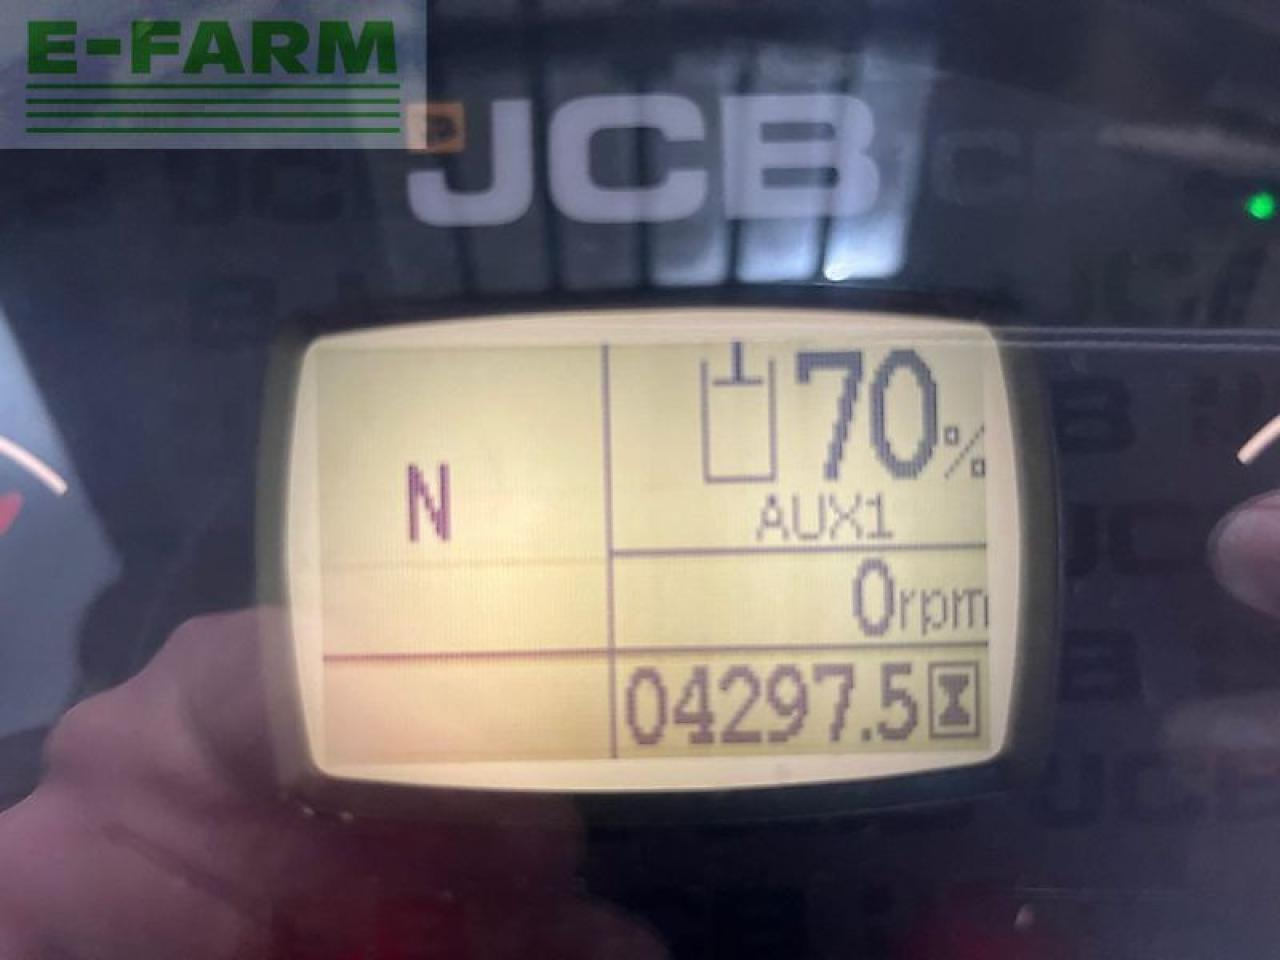 E-FARM
JCB
70%
AUX1
N
0rpm
04297.5